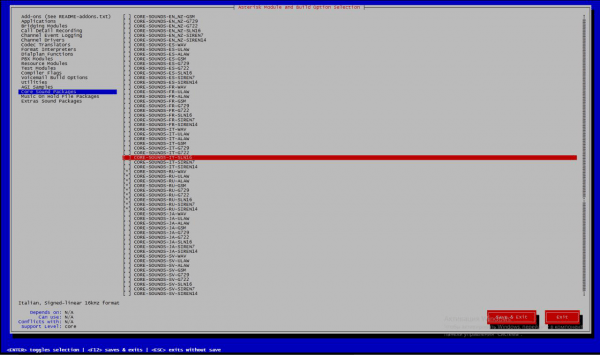 Asterisk Module and Build Option Selection
Add-ons (See README-addons.txt)
Applications
Bridging Modules
Call Detail Recording
Channel Event Logging
Channel Drivers
Codec Translators
Format Interpreters
Dialplan Functions
PBX Modules
Resource Modules
Test Modules
Compiler Flags
Voicemail Build Options
Utilities
AGI Samples
Core Sound Packages
Music On Hold File Packages
Extras Sound Packages
[ ] CORE-SOUNDS-EN_NZ-GSM
[ ] CORE-SOUNDS-EN_NZ-G729
[ ] CORE-SOUNDS-EN_NZ-G722
[ ] CORE-SOUNDS-EN_NZ-SLN16
[ ] CORE-SOUNDS-EN_NZ-SIREN7
[ ] CORE-SOUNDS-EN_NZ-SIREN14
[ ] CORE-SOUNDS-ES-WAV
[ ] CORE-SOUNDS-ES-ULAW
[ ] CORE-SOUNDS-ES-ALAW
[ ] CORE-SOUNDS-ES-GSM
[ ] CORE-SOUNDS-ES-G729
[ ] CORE-SOUNDS-ES-G722
[ ] CORE-SOUNDS-ES-SLN16
[ ] CORE-SOUNDS-ES-SIREN7
[ ] CORE-SOUNDS-ES-SIREN14
[ ] CORE-SOUNDS-FR-WAV
[ ] CORE-SOUNDS-FR-ULAW
[ ] CORE-SOUNDS-FR-ALAW
[ ] CORE-SOUNDS-FR-GSM
[ ] CORE-SOUNDS-FR-G729
[ ] CORE-SOUNDS-FR-G722
[ ] CORE-SOUNDS-FR-SLN16
[ ] CORE-SOUNDS-FR-SIREN7
[ ] CORE-SOUNDS-FR-SIREN14
[ ] CORE-SOUNDS-IT-WAV
[ ] CORE-SOUNDS-IT-ULAW
[ ] CORE-SOUNDS-IT-ALAW
[ ] CORE-SOUNDS-IT-GSM
[ ] CORE-SOUNDS-IT-G729
[ ] CORE-SOUNDS-IT-G722
[ ] CORE-SOUNDS-IT-SLN16
[ ] CORE-SOUNDS-IT-SIREN7
[ ] CORE-SOUNDS-IT-SIREN14
[*] CORE-SOUNDS-RU-WAV
[*] CORE-SOUNDS-RU-ULAW
[*] CORE-SOUNDS-RU-ALAW
[*] CORE-SOUNDS-RU-GSM
[*] CORE-SOUNDS-RU-G729
[*] CORE-SOUNDS-RU-G722
[*] CORE-SOUNDS-RU-SLN16
[*] CORE-SOUNDS-RU-SIREN7
[*] CORE-SOUNDS-RU-SIREN14
[ ] CORE-SOUNDS-JA-WAV
[ ] CORE-SOUNDS-JA-ULAW
[ ] CORE-SOUNDS-JA-ALAW
[ ] CORE-SOUNDS-JA-GSM
[ ] CORE-SOUNDS-JA-G729
[ ] CORE-SOUNDS-JA-G722
[ ] CORE-SOUNDS-JA-SLN16
[ ] CORE-SOUNDS-JA-SIREN7
[ ] CORE-SOUNDS-JA-SIREN14
[ ] CORE-SOUNDS-SV-WAV
[ ] CORE-SOUNDS-SV-ULAW
[ ] CORE-SOUNDS-SV-ALAW
[ ] CORE-SOUNDS-SV-GSM
[ ] CORE-SOUNDS-SV-G729
[ ] CORE-SOUNDS-SV-G722
[ ] CORE-SOUNDS-SV-SLN16
[ ] CORE-SOUNDS-SV-SIREN7
[ ] CORE-SOUNDS-SV-SIREN14
Italian, Signed-linear 16kHz format
Depends on: N/A
Can use: N/A
Conflicts with: N/A
Support Level: core
Save & Exit
Exit
<ENTER> toggles selection | <F12> saves & exits | <ESC> exits without save